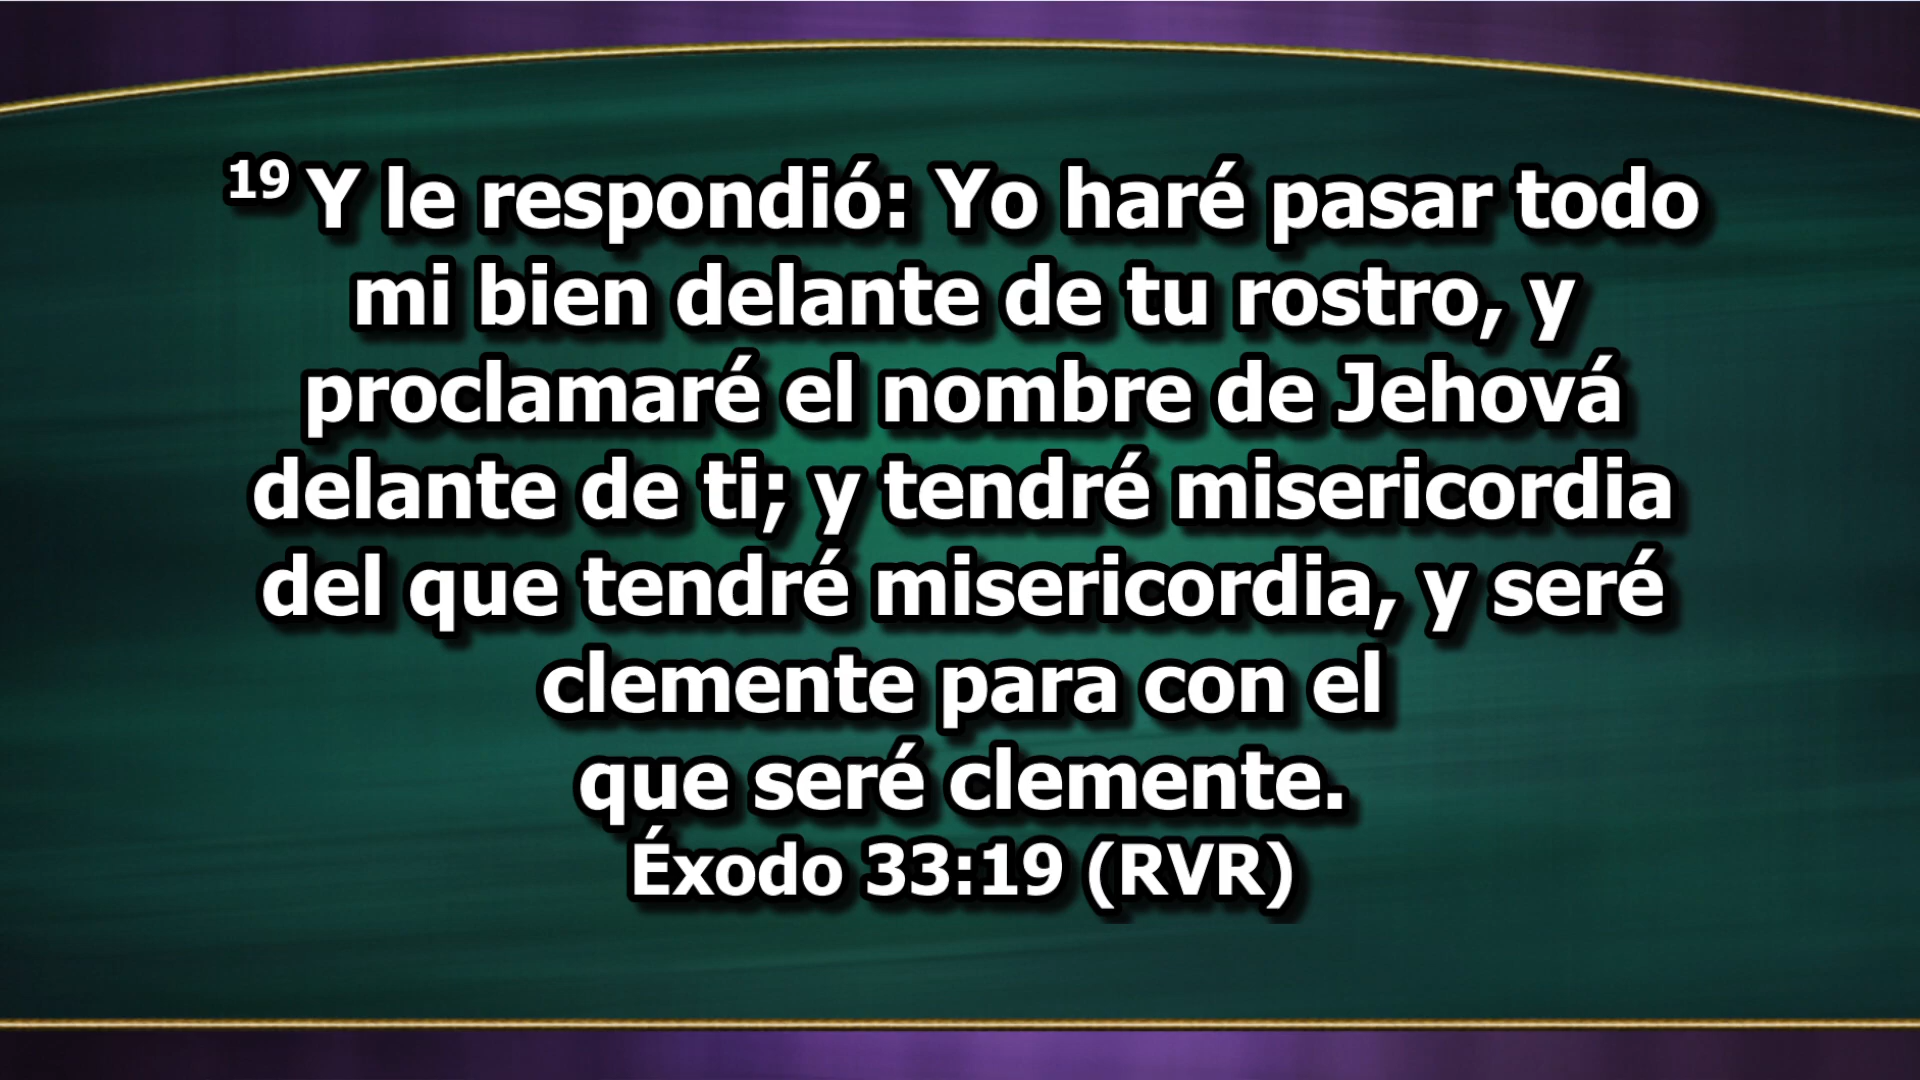 19 Y le respondió: Yo haré pasar todo
mi bien delante de tu rostro, y
proclamaré el nombre de Jehová
delante de ti; y tendré misericordia
del que tendré misericordia, y seré
clemente para con el
que seré clemente.
Éxodo 33:19 (RVR)